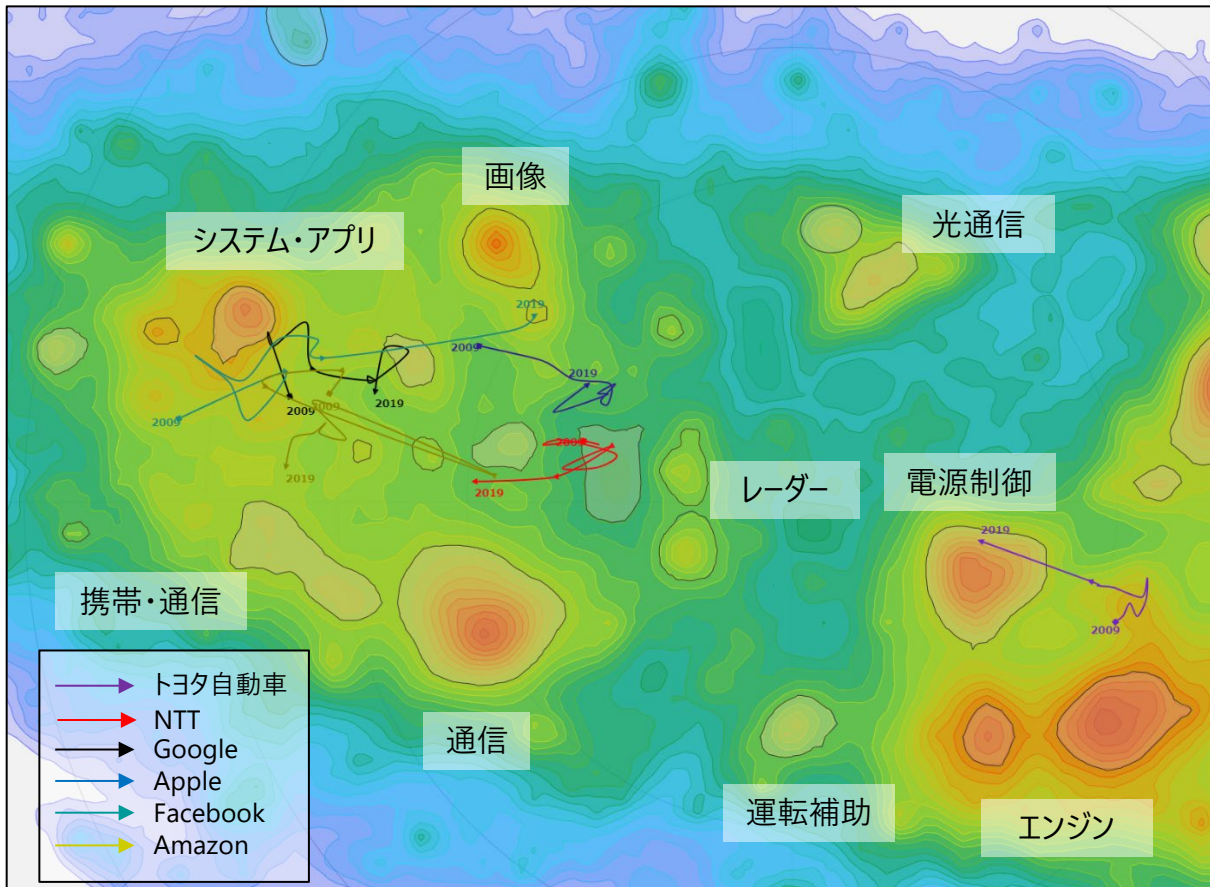 画像
システム・アプリ
光通信
2019
2009
2019
2009
2009
2019
2009
2009
2019
2019
レーダー
電源制御
2019
2009
携帯・通信
通信
運転補助
エンジン
トヨタ自動車
NTT
Google
Apple
Facebook
Amazon